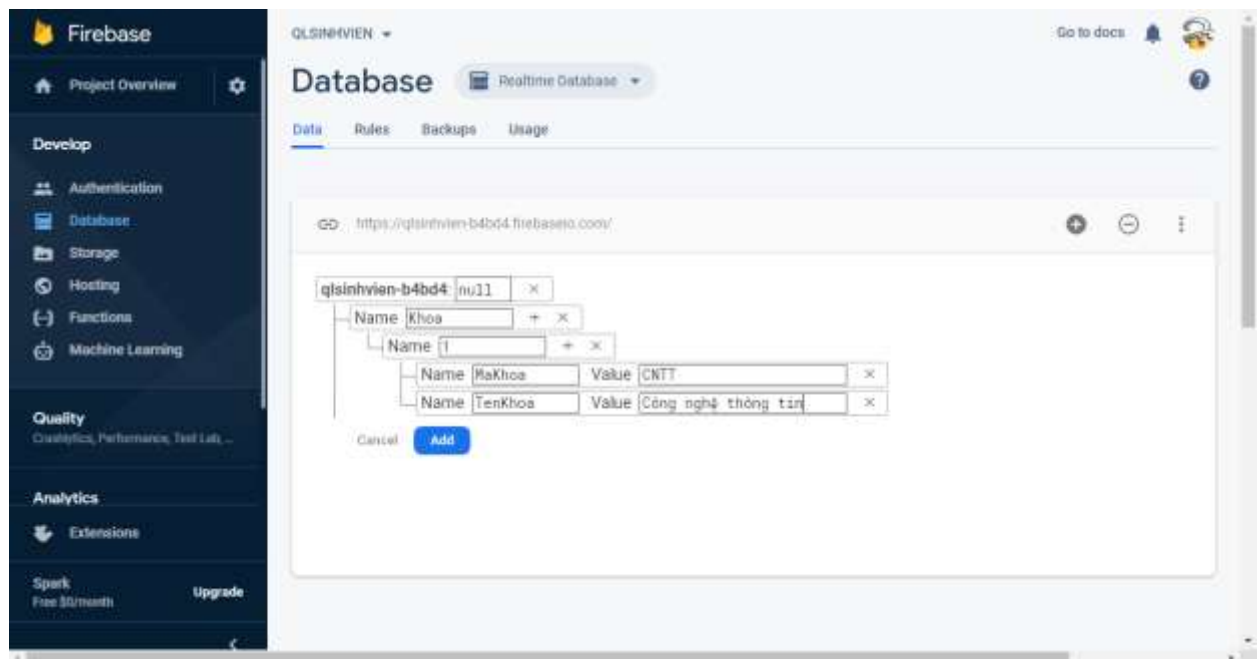 Firebase
QLSINHVIEN
Go to docs
Project Overview
Database
Realtime Database
Data Rules Backups Usage
Develop
Authentication
Database
Storage
Hosting
Functions
Machine Learning
https://qlsinhvien-b4bd4.firebaseio.com/
qlsinhvien-b4bd4: null ×
Name Khoa + ×
Name 1 + ×
Name MaKhoa Value CNTT ×
Name TenKhoa Value Công nghệ thông tin ×
Cancel Add
Quality
Crashlytics, Performance, Test Lab, ...
Analytics
Extensions
Spark
Free $0/month
Upgrade